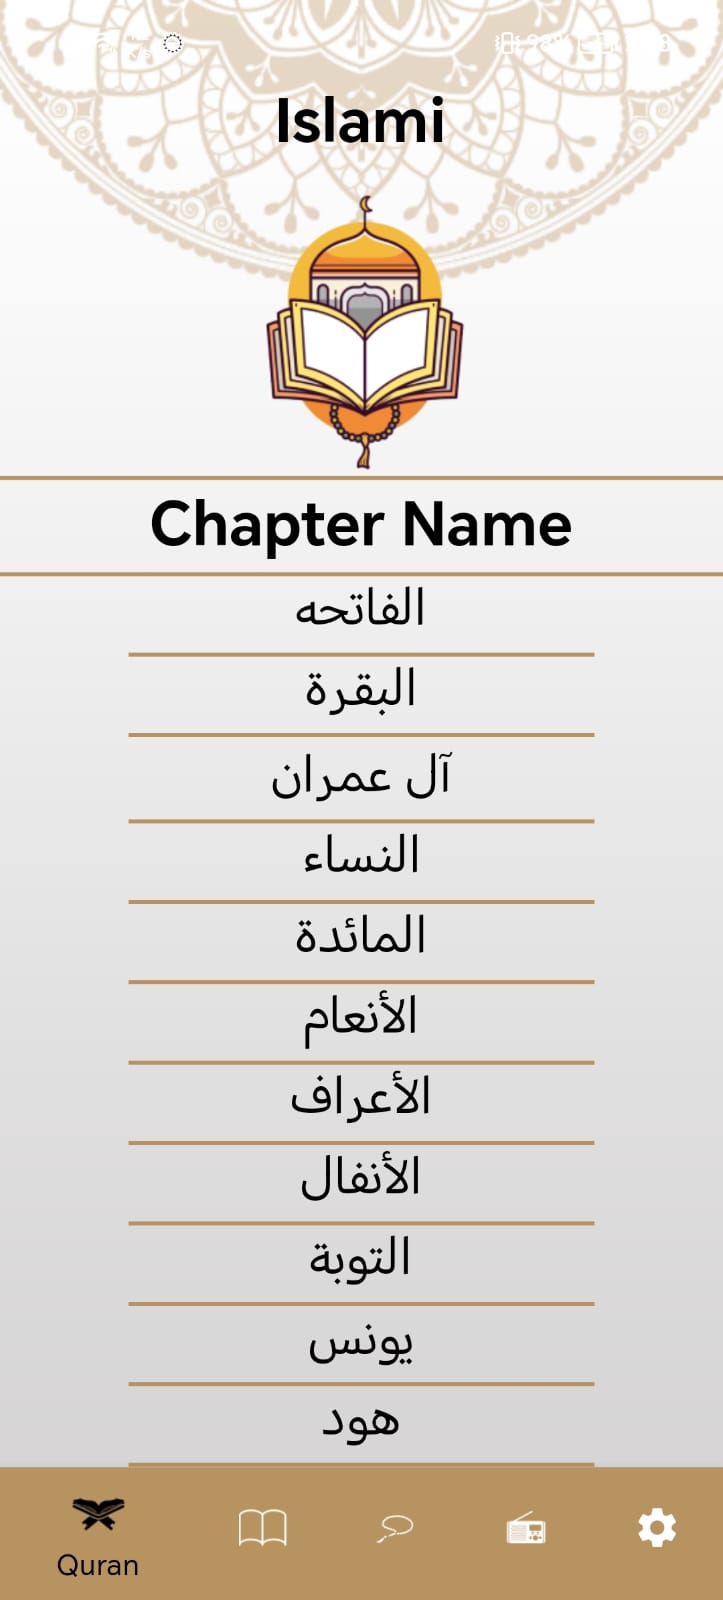 Islami
Chapter Name
الفاتحه
البقرة
آل عمران
النساء
المائدة
الأنعام
الأعراف
الأنفال
التوبة
يونس
هود
Quran